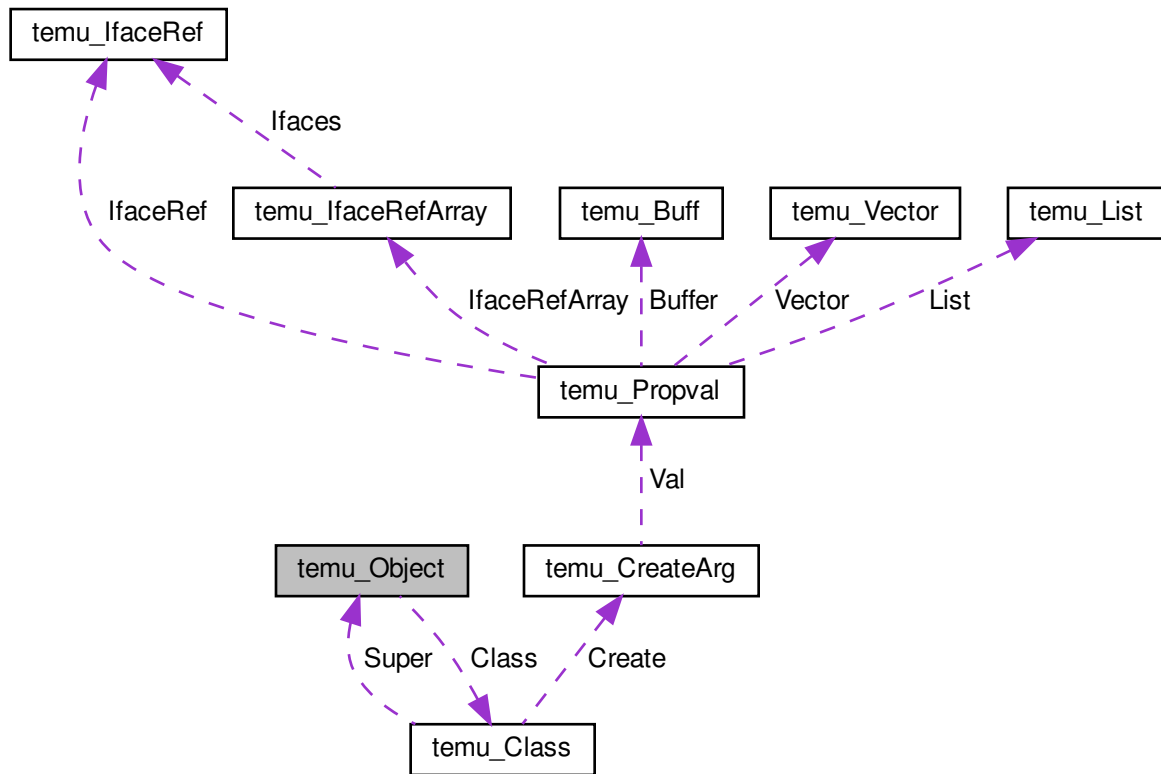 temu_IfaceRef
Ifaces
IfaceRef
temu_IfaceRefArray
temu_Buff
temu_Vector
temu_List
IfaceRefArray
Buffer
Vector
List
temu_Propval
Val
temu_Object
temu_CreateArg
Super
Class
Create
temu_Class